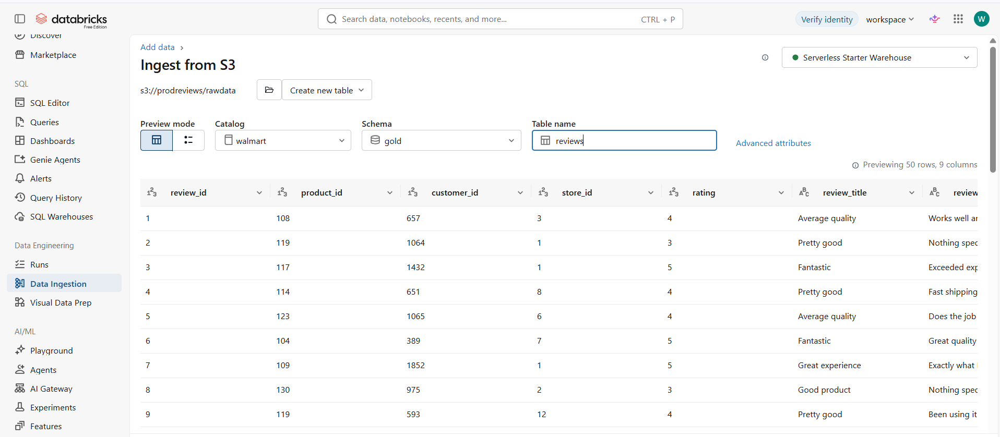 databricks
Free Edition
Search data, notebooks, recents, and more...
CTRL + P
Verify identity
workspace
W
Discover
Marketplace
SQL
SQL Editor
Queries
Dashboards
Genie Agents
Alerts
Query History
SQL Warehouses
Data Engineering
Runs
Data Ingestion
Visual Data Prep
AI/ML
Playground
Agents
AI Gateway
Experiments
Features
Add data
Ingest from S3
Serverless Starter Warehouse
s3://prodreviews/rawdata
Create new table
Preview mode
Catalog
walmart
Schema
gold
Table name
reviews
Advanced attributes
Previewing 50 rows, 9 columns
review_id product_id customer_id store_id rating review_title review
1 108 657 3 4 Average quality Works well ar
2 119 1064 1 3 Pretty good Nothing spec
3 117 1432 1 5 Fantastic Exceeded exp
4 114 651 8 4 Pretty good Fast shipping
5 123 1065 6 4 Average quality Does the job
6 104 389 7 5 Fantastic Great quality
7 109 1852 1 5 Great experience Exactly what
8 130 975 2 3 Good product Nothing spec
9 119 593 12 4 Pretty good Been using it